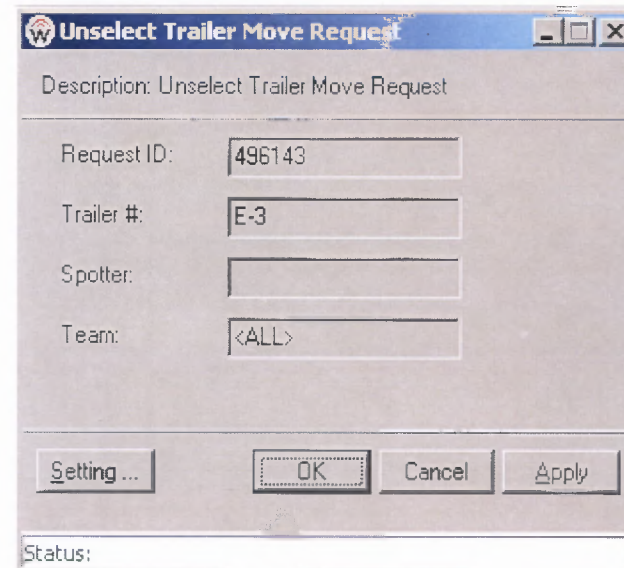 Unselect Trailer Move Request
Description: Unselect Trailer Move Request
Request ID: 496143
Trailer #: E-3
Spotter:
Team: <ALL>
Setting ... OK Cancel Apply
Status: